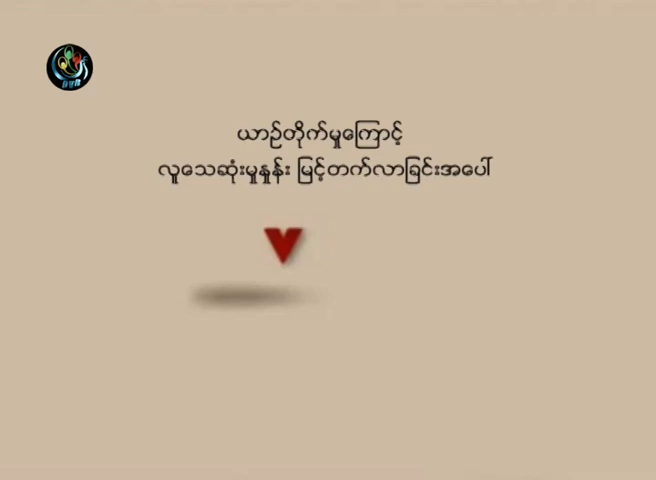 ယာဉ်တိုက်မှုကြောင့်
လူသေဆုံးမှုနှုန်း မြင့်တက်လာခြင်းအပေါ်
V